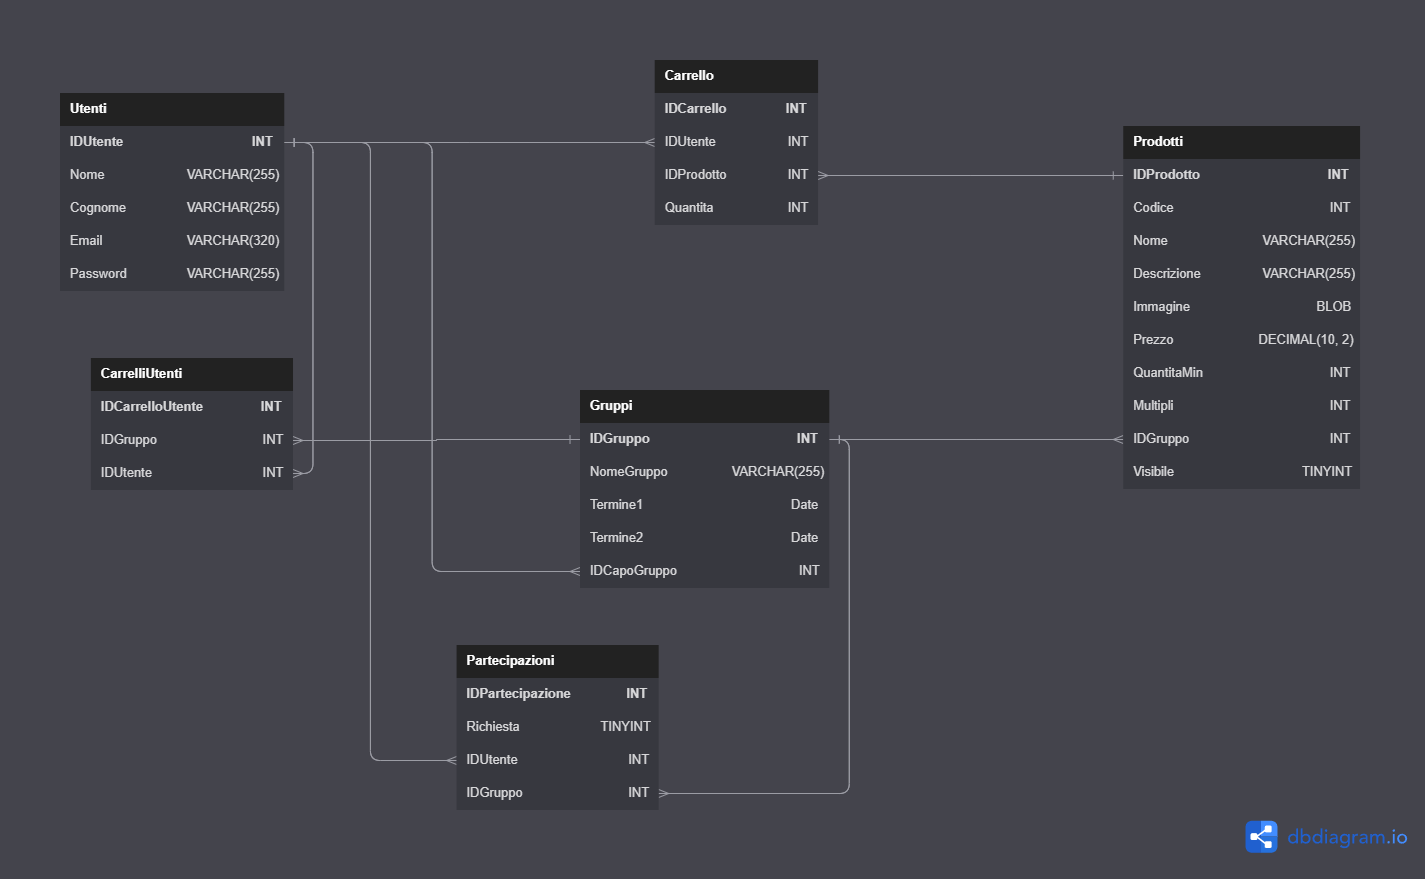 Utenti
IDUtente INT
Nome VARCHAR(255)
Cognome VARCHAR(255)
Email VARCHAR(320)
Password VARCHAR(255)
Carrello
IDCarrello INT
IDUtente INT
IDProdotto INT
Quantita INT
Prodotti
IDProdotto INT
Codice INT
Nome VARCHAR(255)
Descrizione VARCHAR(255)
Immagine BLOB
Prezzo DECIMAL(10, 2)
QuantitaMin INT
Multipli INT
IDGruppo INT
Visibile TINYINT
CarrelliUtenti
IDCarrelloUtente INT
IDGruppo INT
IDUtente INT
Gruppi
IDGruppo INT
NomeGruppo VARCHAR(255)
Termine1 Date
Termine2 Date
IDCapoGruppo INT
Partecipazioni
IDPartecipazione INT
Richiesta TINYINT
IDUtente INT
IDGruppo INT
dbdiagram.io